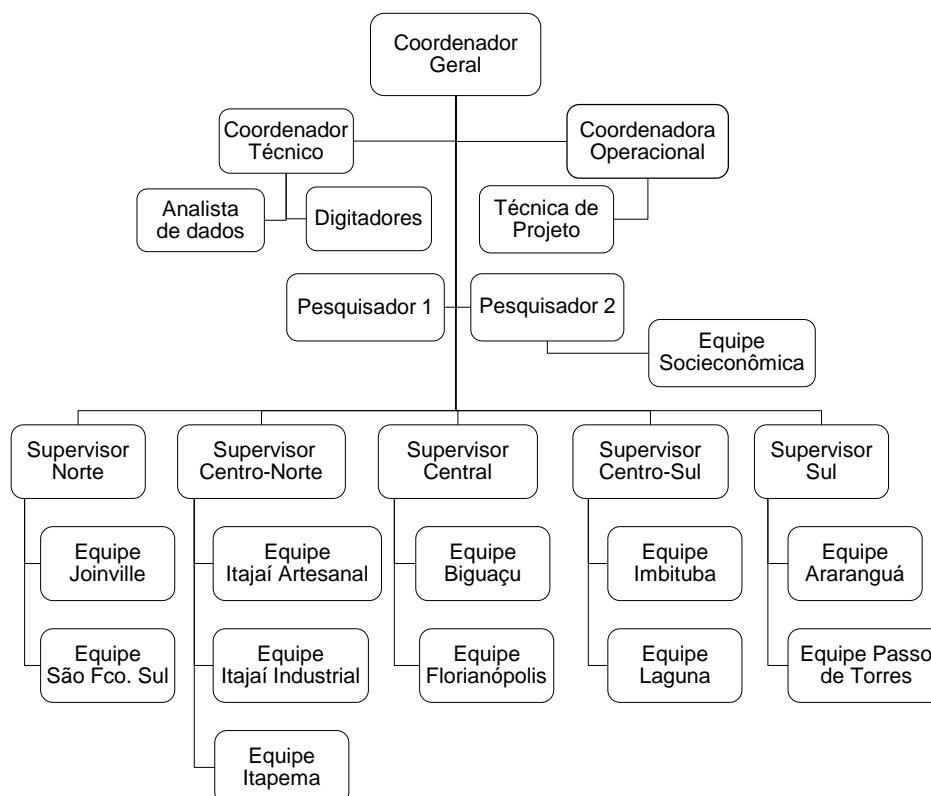 Coordenador
Geral
Coordenador
Técnico
Coordenadora
Operacional
Analista
de dados
Digitadores
Técnica de
Projeto
Pesquisador 1
Pesquisador 2
Equipe
Socieconômica
Supervisor
Norte
Supervisor
Centro-Norte
Supervisor
Central
Supervisor
Centro-Sul
Supervisor
Sul
Equipe
Joinville
Equipe
Itajaí Artesanal
Equipe
Biguaçu
Equipe
Imbituba
Equipe
Araranguá
Equipe
São Fco. Sul
Equipe
Itajaí Industrial
Equipe
Florianópolis
Equipe
Laguna
Equipe Passo
de Torres
Equipe
Itapema